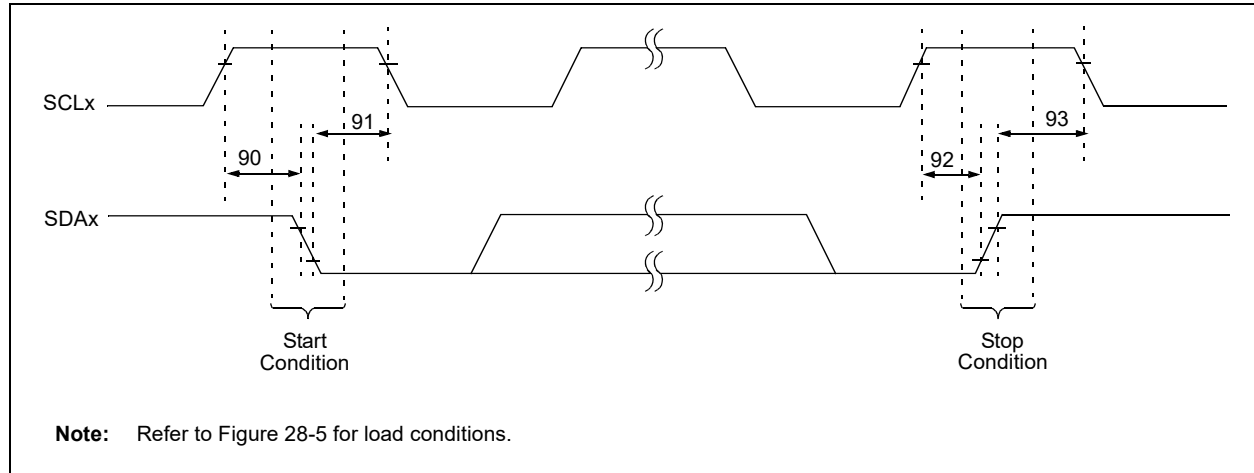 SCLx
91
93
90
92
SDAx
Start
Condition
Stop
Condition
Note: Refer to Figure 28-5 for load conditions.